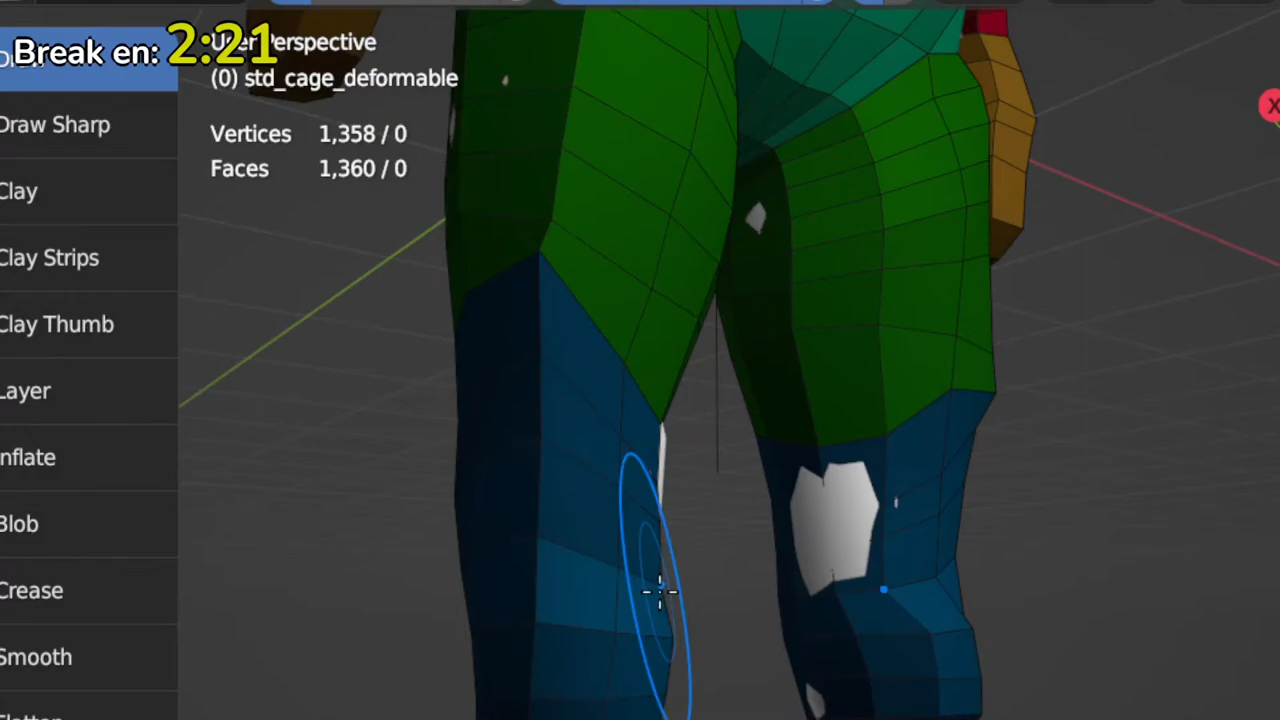 Break en: 2:21
User Perspective
(0) std_cage_deformable
Vertices 1,358 / 0
Faces 1,360 / 0
Draw Sharp
Clay
Clay Strips
Clay Thumb
Layer
Inflate
Blob
Crease
Smooth
X